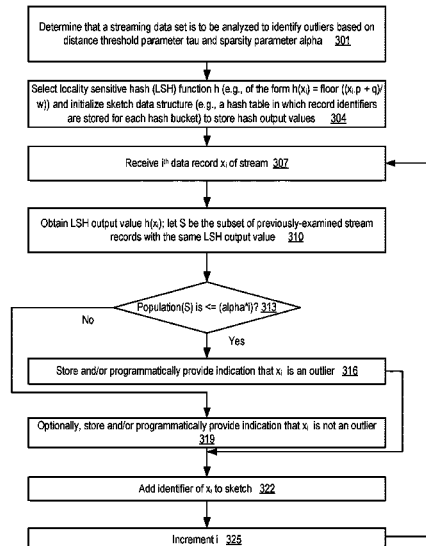 Determine that a streaming data set is to be analyzed to identify outliers based on
distance threshold parameter tau and sparsity parameter alpha
301
Select locality sensitive hash (LSH) function h (e.g., of the form h(xi) = floor ((xi.p + q)/
w)) and initialize sketch data structure (e.g., a hash table in which record identifiers
are stored for each hash bucket) to store hash output values
304
Receive ith data record xi of stream 307
Obtain LSH output value h(xi); let S be the subset of previously-examined stream
records with the same LSH output value
310
Population(S) is <= (alpha*i)? 313
No
Yes
Store and/or programmatically provide indication that xi is an outlier 316
Optionally, store and/or programmatically provide indication that xi is not an outlier
319
Add identifier of xi to sketch 322
Increment i 325